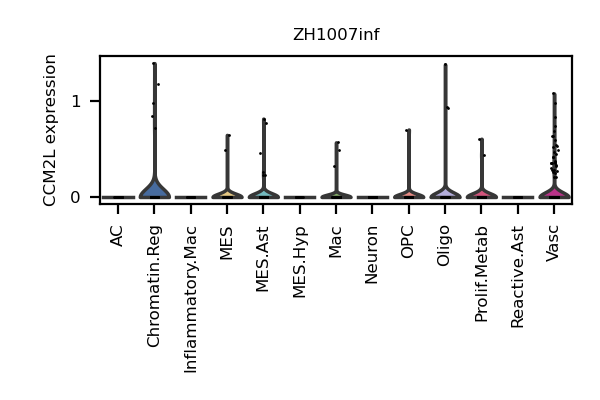 ZH1007inf
CCM2L expression
1
0
AC
Chromatin.Reg
Inflammatory.Mac
MES
MES.Ast
MES.Hyp
Mac
Neuron
OPC
Oligo
Prolif.Metab
Reactive.Ast
Vasc